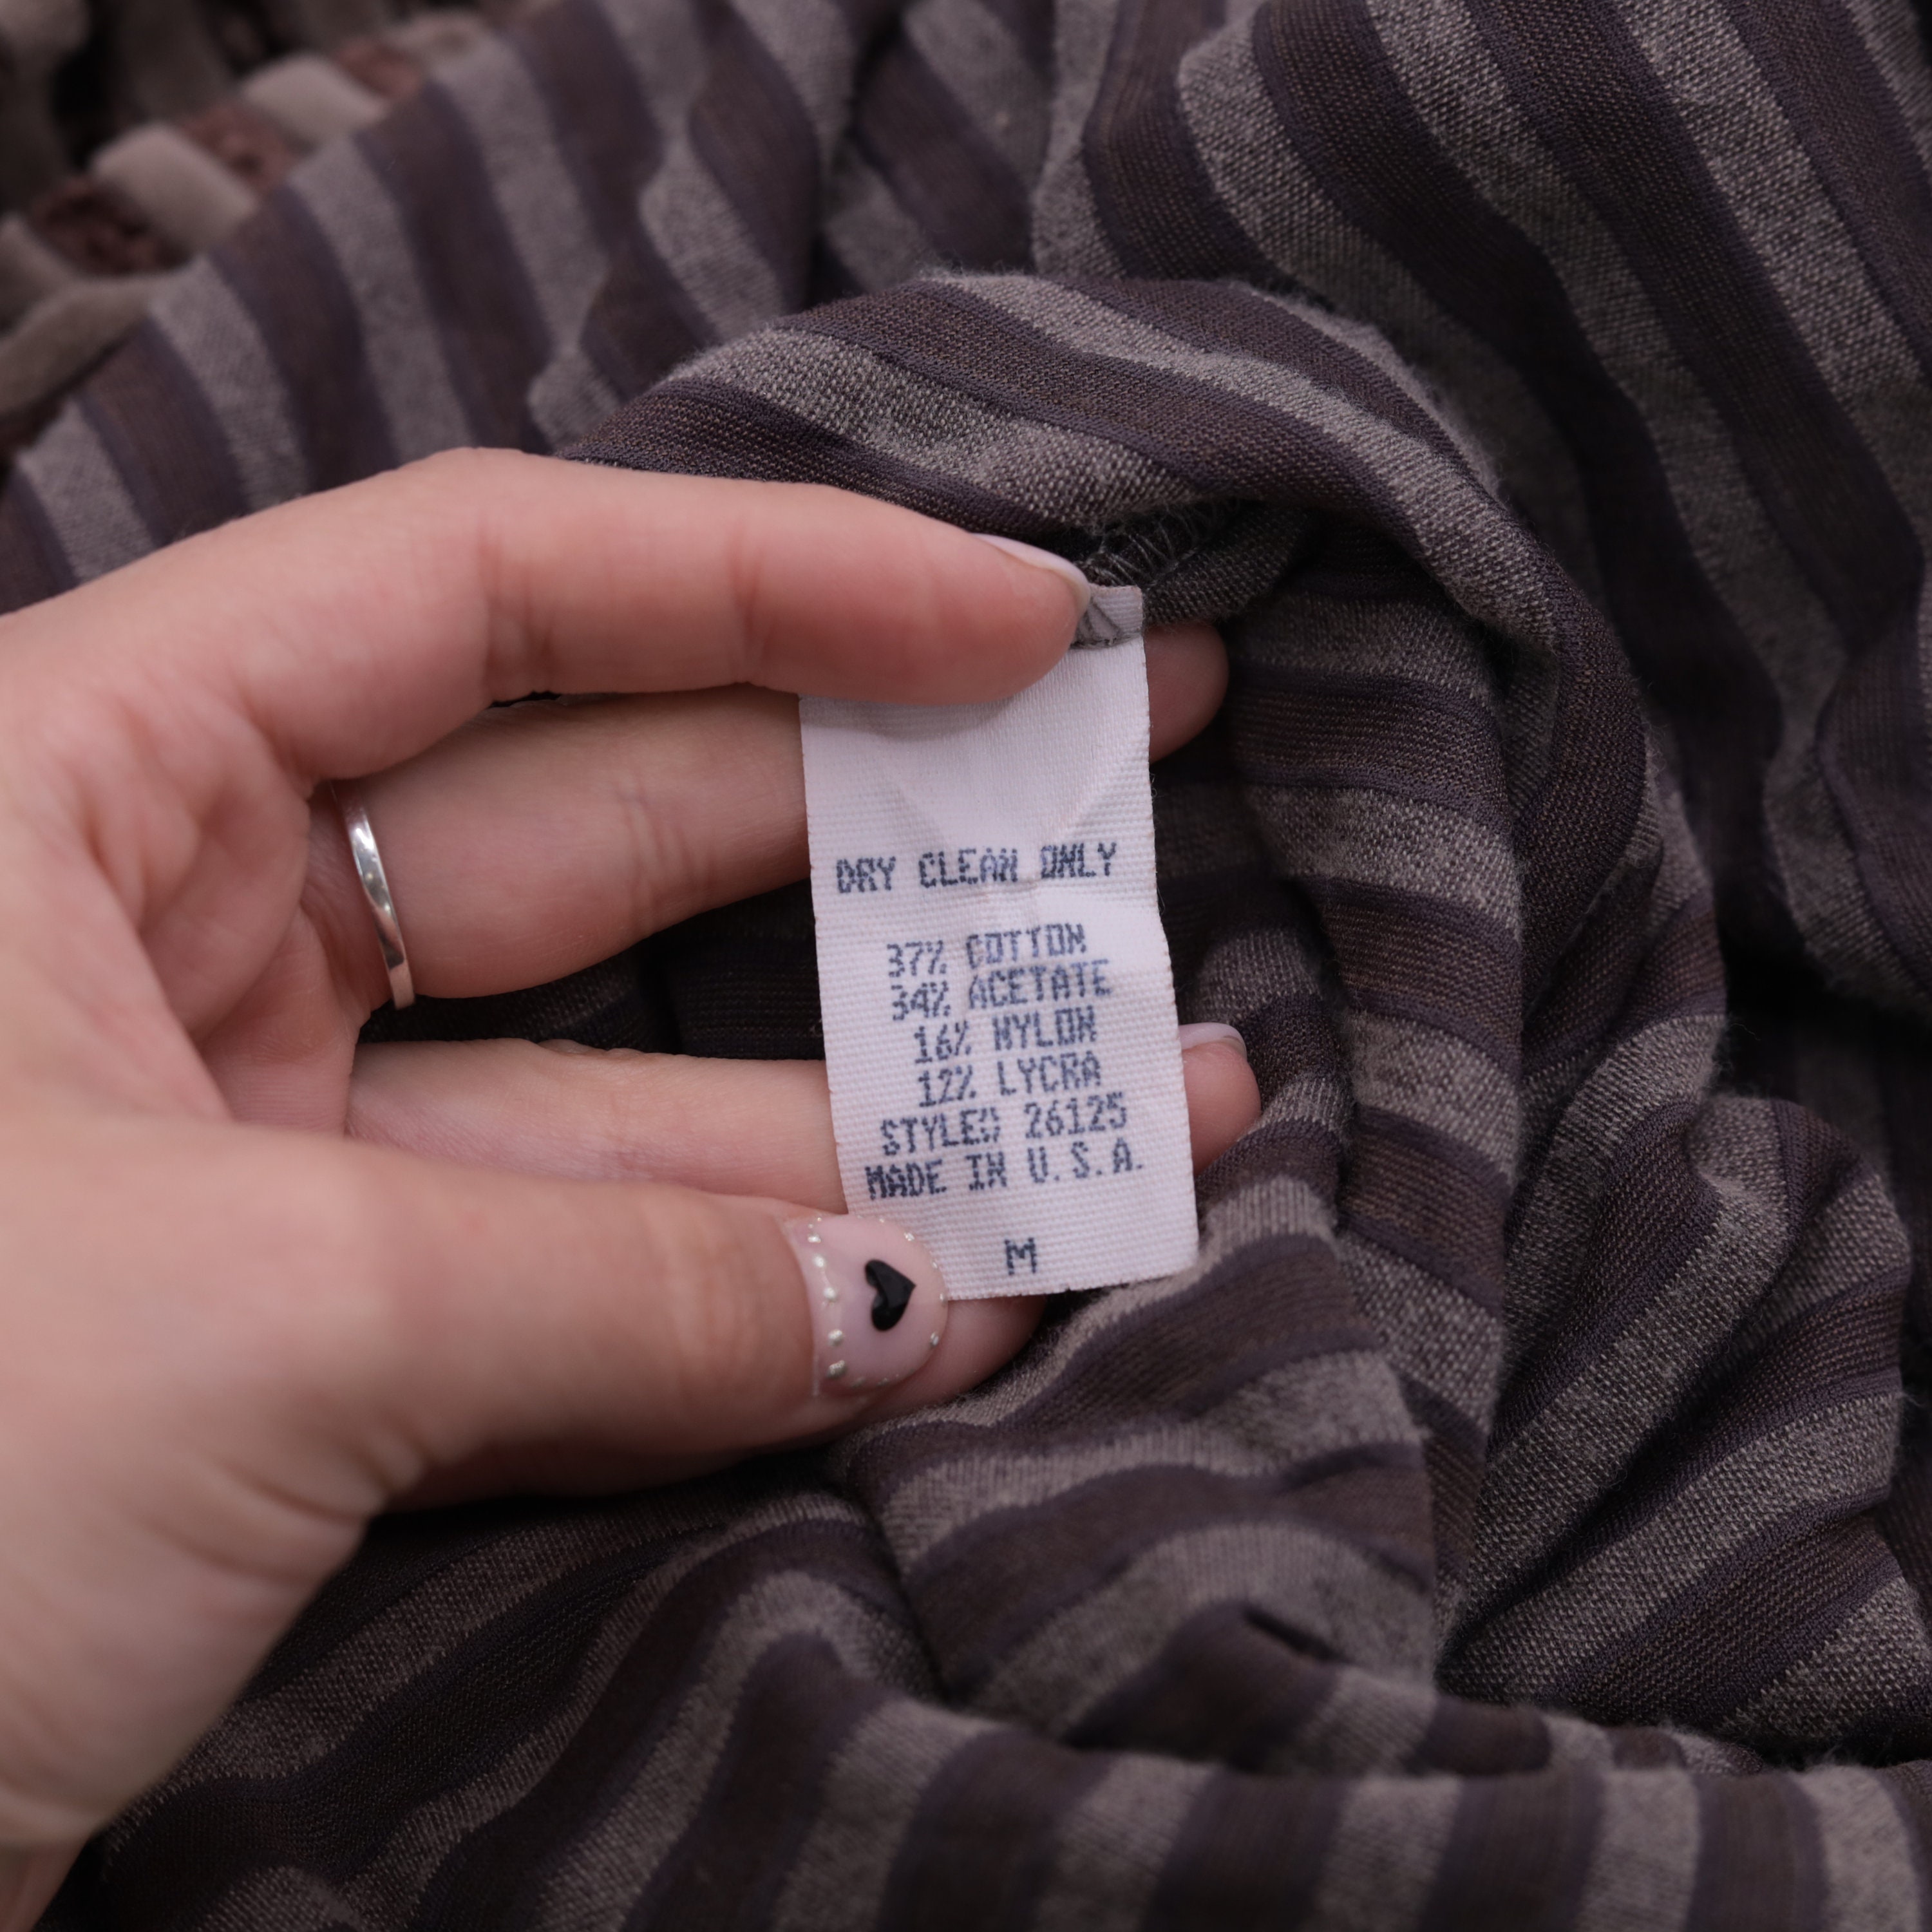 DRY CLEAN ONLY
37% COTTON
34% ACETATE
16% NYLON
12% LYCRA
STYLE# 26125
MADE IN U.S.A.
M